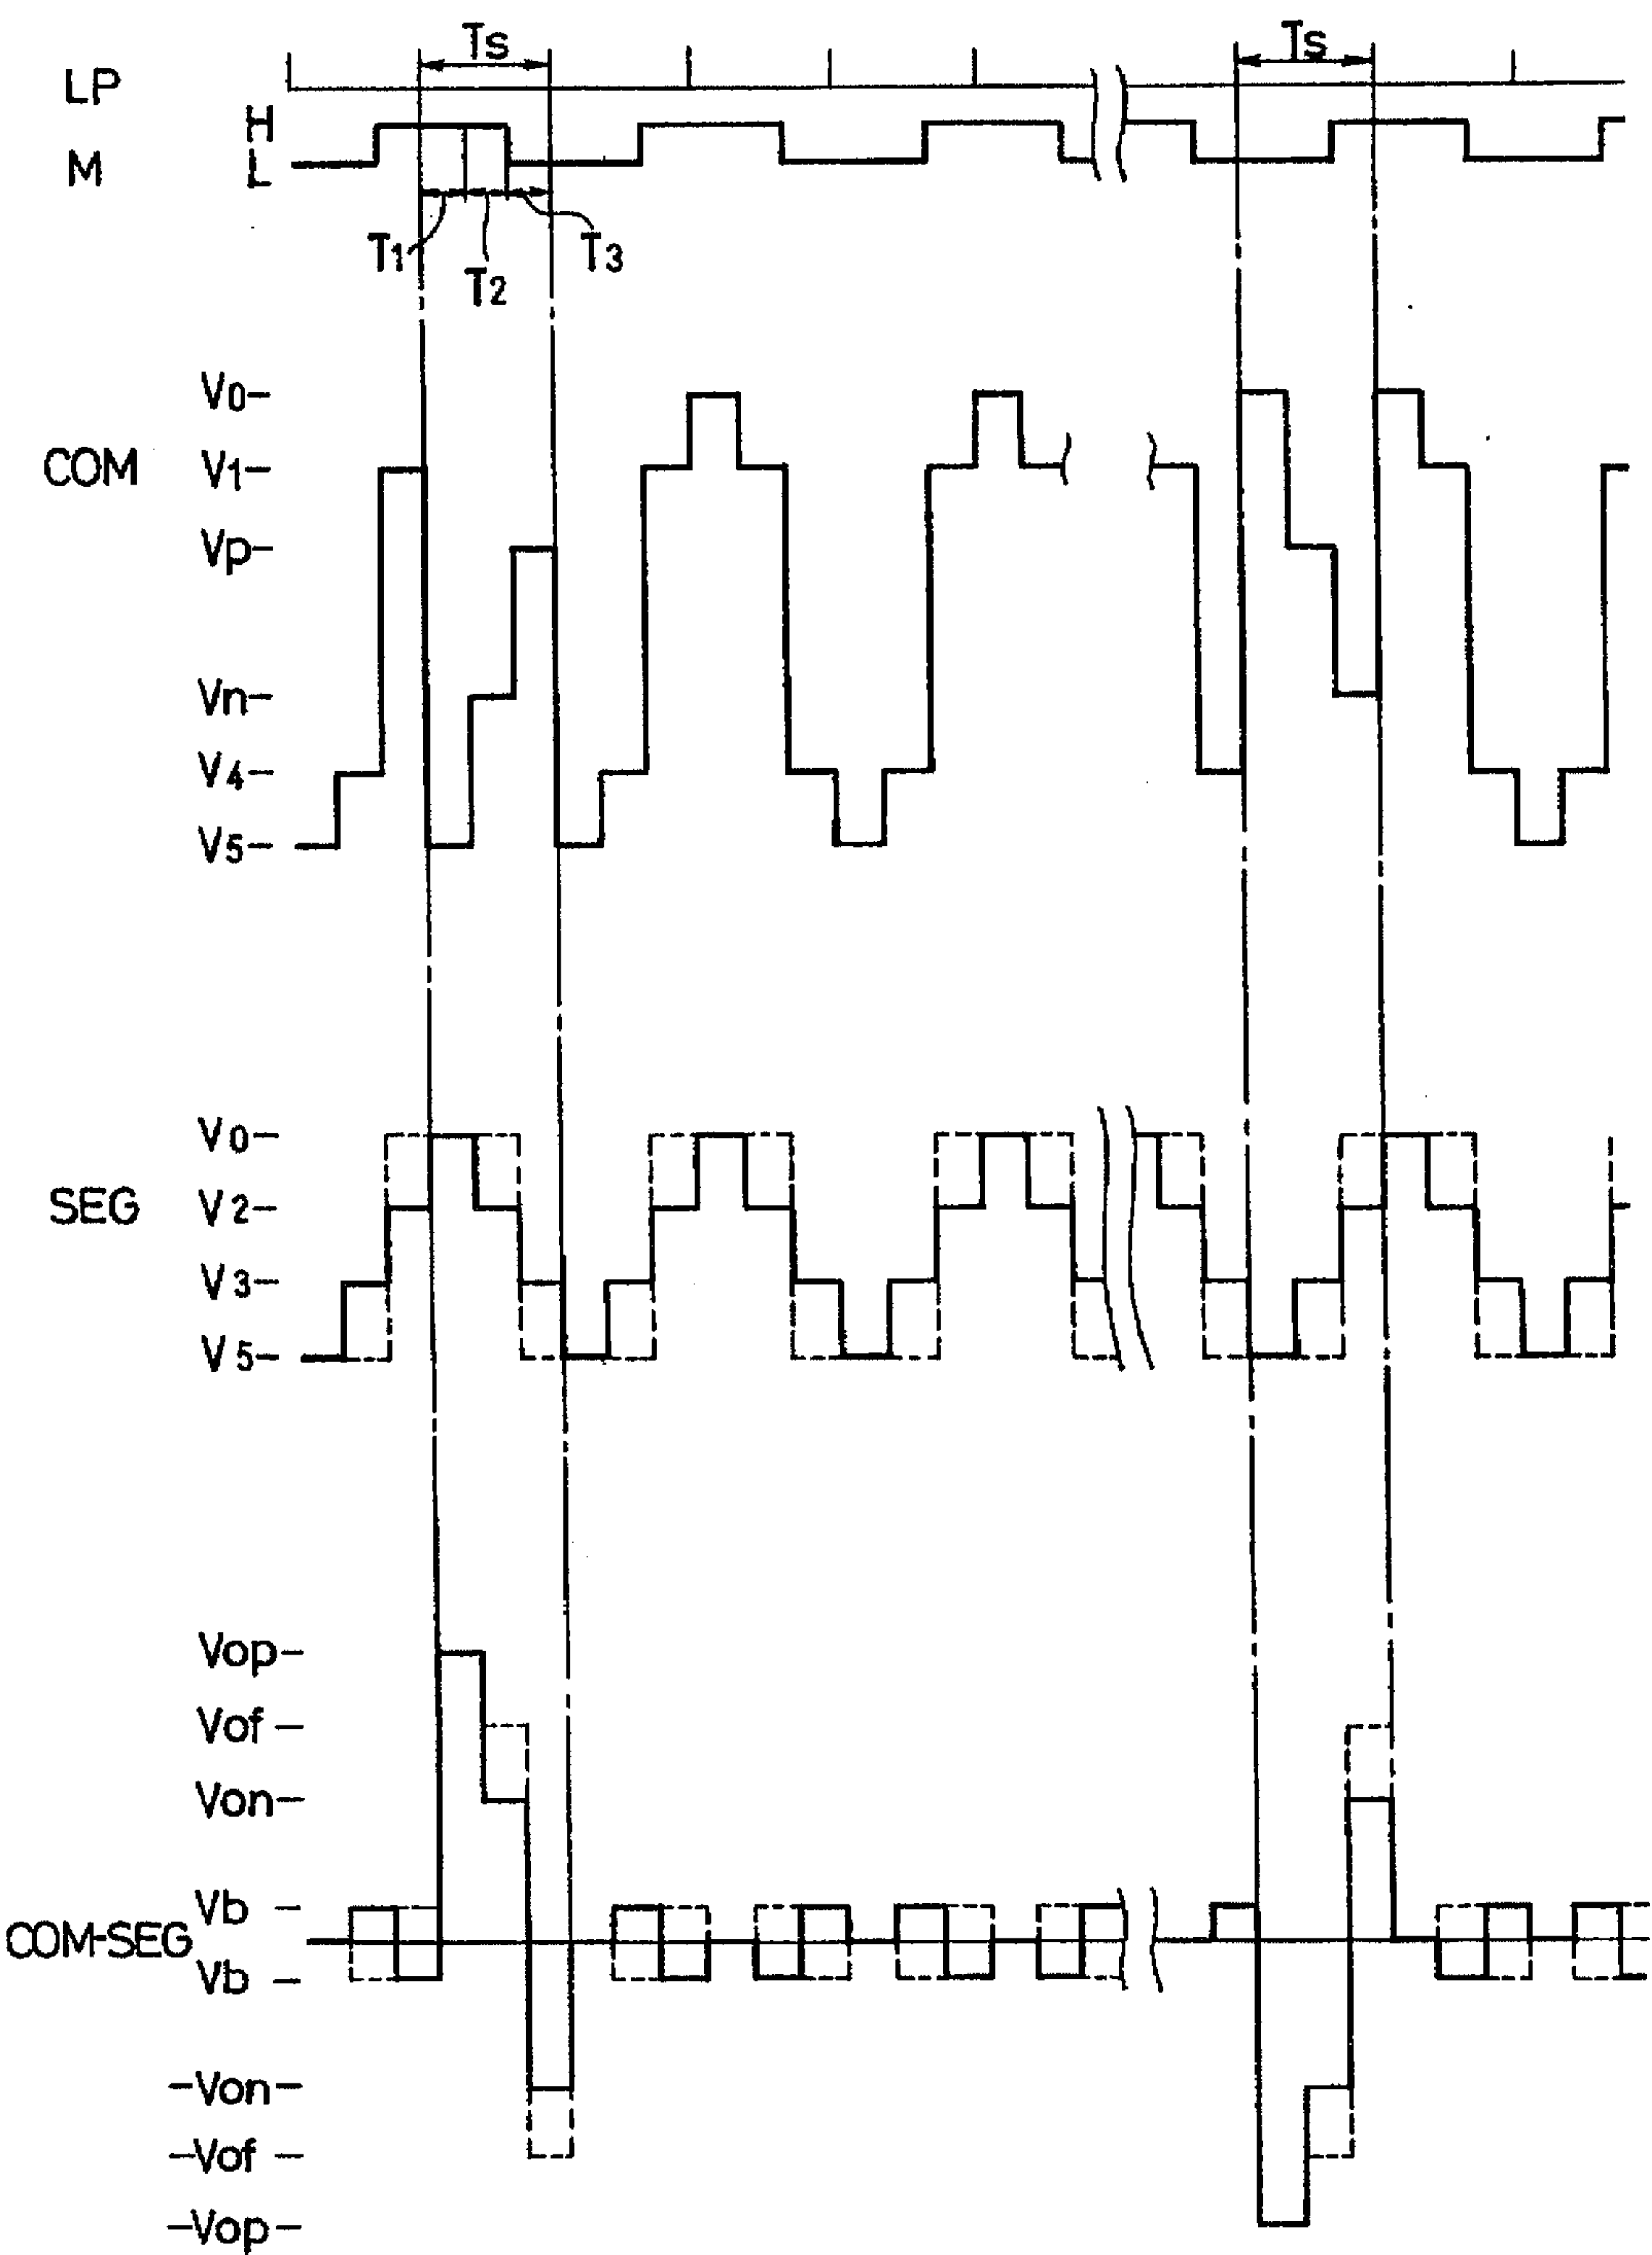 Ts Ts
LP
H
M L
T1 T2 T3
V0
COM V1
Vp
Vn
V4
V5
V0
SEG V2
V3
V5
Vop
Vof
Von
Vb
COM-SEG
Vb
-Von
-Vof
-Vop